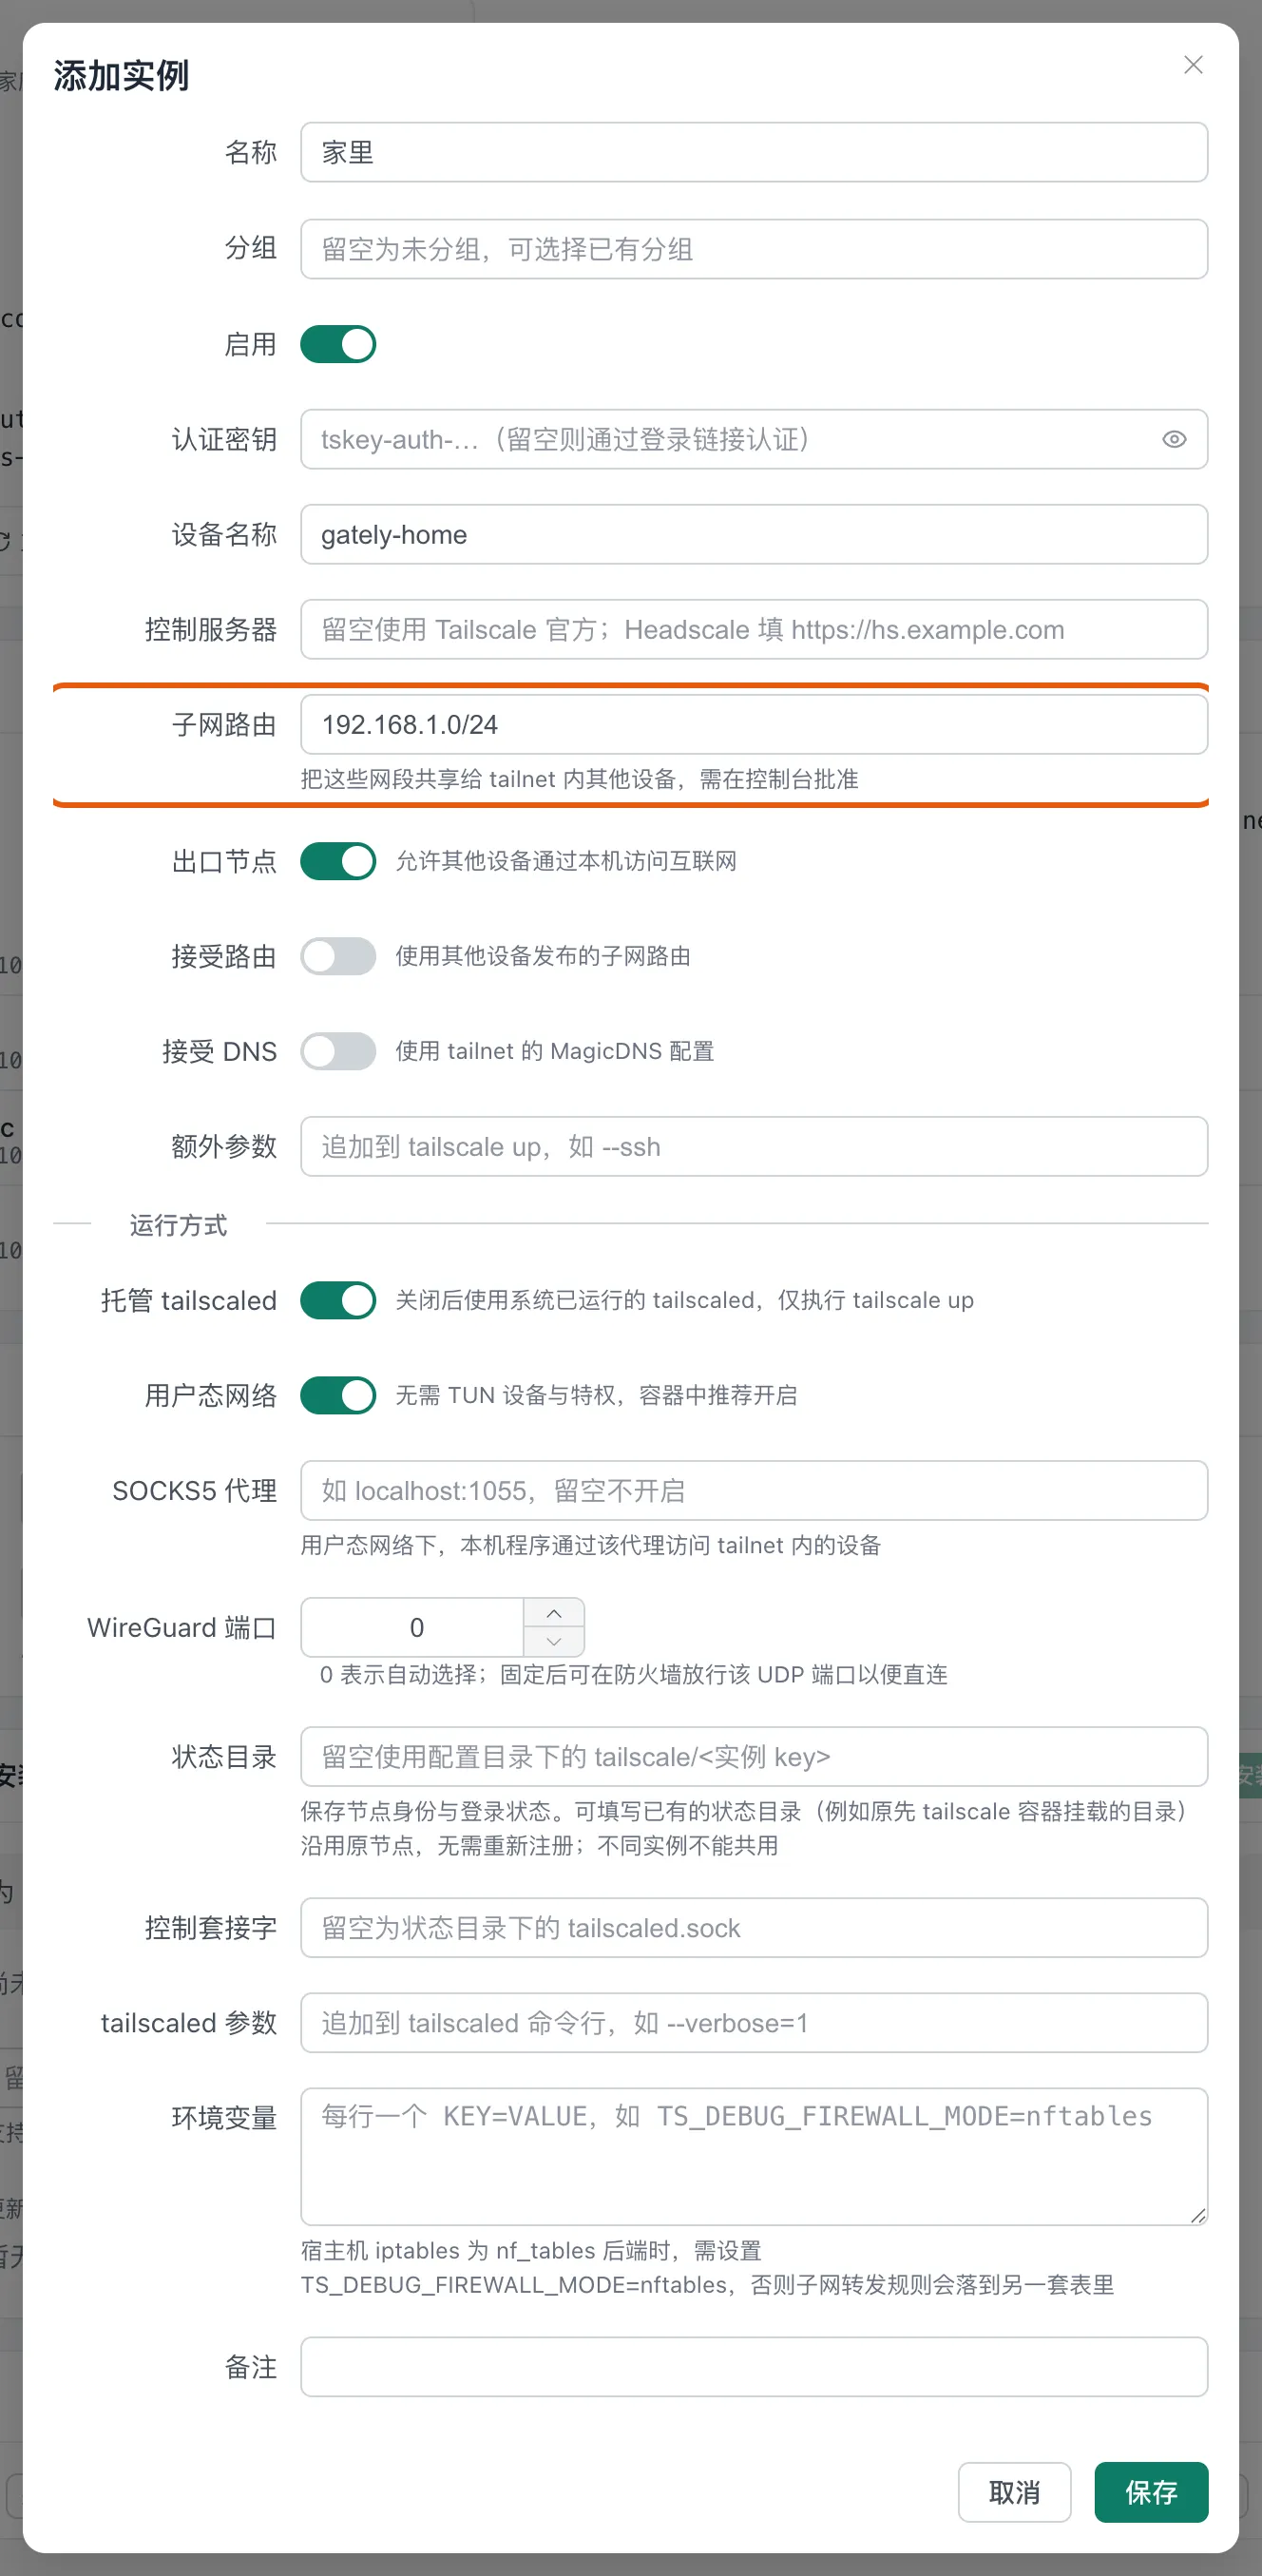 添加实例
名称
家里
分组
留空为未分组，可选择已有分组
启用
认证密钥
tskey-auth-…（留空则通过登录链接认证）
设备名称
gately-home
控制服务器
留空使用 Tailscale 官方；Headscale 填 https://hs.example.com
子网路由
192.168.1.0/24
把这些网段共享给 tailnet 内其他设备，需在控制台批准
出口节点
允许其他设备通过本机访问互联网
接受路由
使用其他设备发布的子网路由
接受 DNS
使用 tailnet 的 MagicDNS 配置
额外参数
追加到 tailscale up，如 --ssh
运行方式
托管 tailscaled
关闭后使用系统已运行的 tailscaled，仅执行 tailscale up
用户态网络
无需 TUN 设备与特权，容器中推荐开启
SOCKS5 代理
如 localhost:1055，留空不开启
用户态网络下，本机程序通过该代理访问 tailnet 内的设备
WireGuard 端口
0
0 表示自动选择；固定后可在防火墙放行该 UDP 端口以便直连
状态目录
留空使用配置目录下的 tailscale/<实例 key>
保存节点身份与登录状态。可填写已有的状态目录（例如原先 tailscale 容器挂载的目录）
沿用原节点，无需重新注册；不同实例不能共用
控制套接字
留空为状态目录下的 tailscaled.sock
tailscaled 参数
追加到 tailscaled 命令行，如 --verbose=1
环境变量
每行一个 KEY=VALUE，如 TS_DEBUG_FIREWALL_MODE=nftables
宿主机 iptables 为 nf_tables 后端时，需设置
TS_DEBUG_FIREWALL_MODE=nftables，否则子网转发规则会落到另一套表里
备注
取消
保存